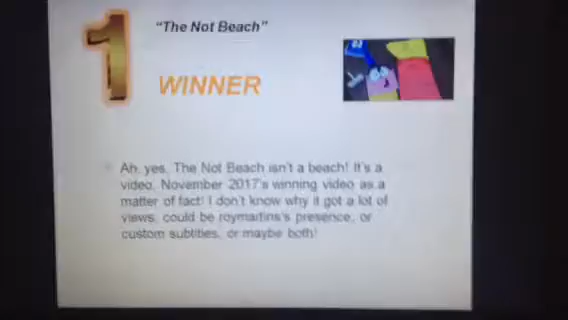 1
"The Not Beach"
WINNER
Ah, yes, The Not Beach isn't a beach! It's a
video, November 2017's winning video as a
matter of fact! I don't know why it got a lot of
views, could be roymartins's presence, or
custom subtitles, or maybe both!